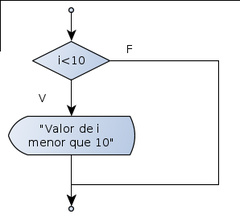 i<10
F
V
"Valor de i
menor que 10"